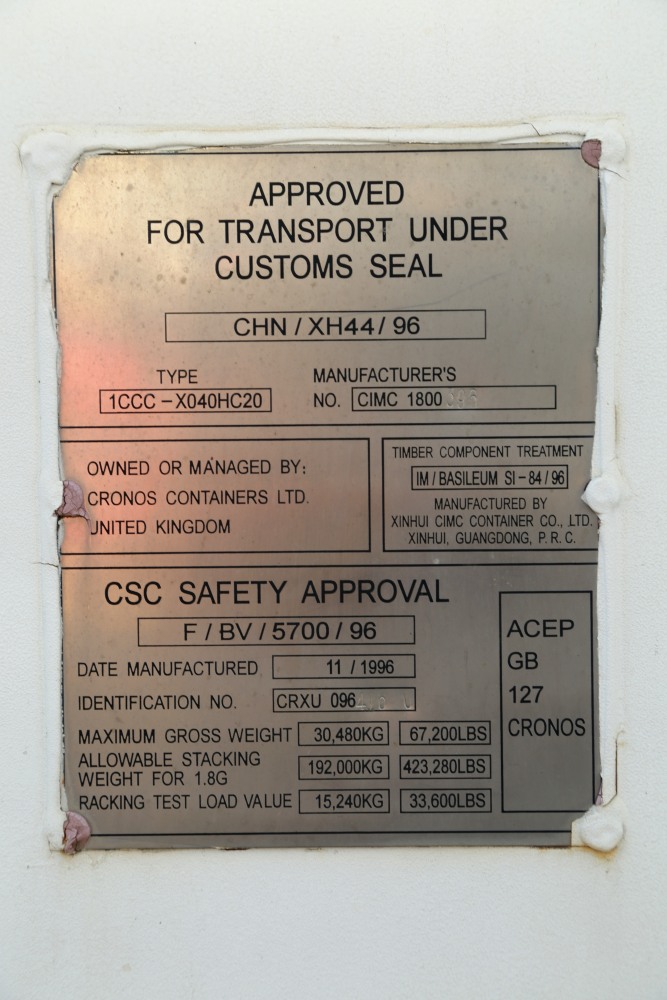 APPROVED
FOR TRANSPORT UNDER
CUSTOMS SEAL
CHN / XH44 / 96
TYPE
1CCC - X040HC20
MANUFACTURER'S
NO. CIMC 1800
OWNED OR MANAGED BY:
CRONOS CONTAINERS LTD.
UNITED KINGDOM
TIMBER COMPONENT TREATMENT
IM / BASILEUM SI - 84 / 96
MANUFACTURED BY
XINHUI CIMC CONTAINER CO., LTD.
XINHUI, GUANGDONG, P. R. C.
CSC SAFETY APPROVAL
F / BV / 5700 / 96
DATE MANUFACTURED 11 / 1996
IDENTIFICATION NO. CRXU 096
MAXIMUM GROSS WEIGHT 30,480KG 67,200LBS
ALLOWABLE STACKING
WEIGHT FOR 1.8G 192,000KG 423,280LBS
RACKING TEST LOAD VALUE 15,240KG 33,600LBS
ACEP
GB
127
CRONOS